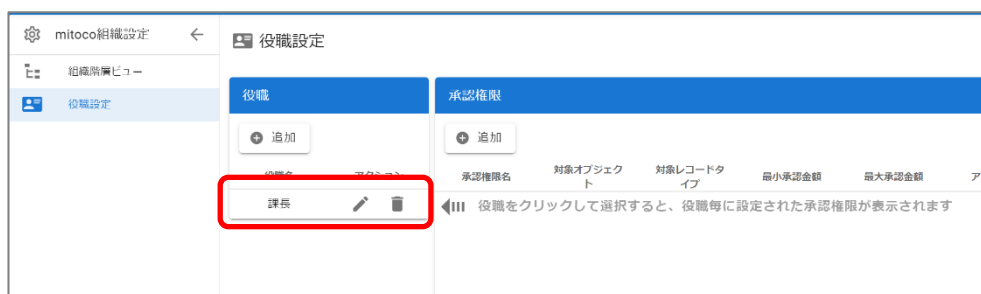 mitoco組織設定
役職設定
組織階層ビュー
役職設定
役職
承認権限
追加
追加
役職名
アクション
承認権限名
対象オブジェクト
対象レコードタイプ
最小承認金額
最大承認金額
ア
課長
役職をクリックして選択すると、役職毎に設定された承認権限が表示されます